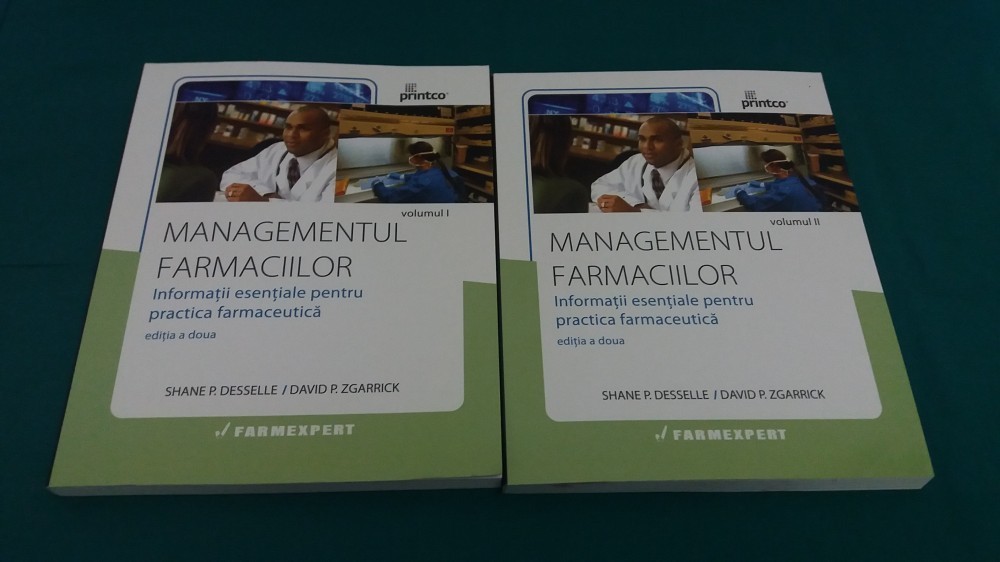 printco®
volumul I
MANAGEMENTUL
FARMACIILOR
Informații esențiale pentru
practica farmaceutică
ediția a doua
SHANE P. DESSELLE / DAVID P. ZGARRICK
FARMEXPERT
printco®
volumul II
MANAGEMENTUL
FARMACIILOR
Informații esențiale pentru
practica farmaceutică
ediția a doua
SHANE P. DESSELLE / DAVID P. ZGARRICK
FARMEXPERT